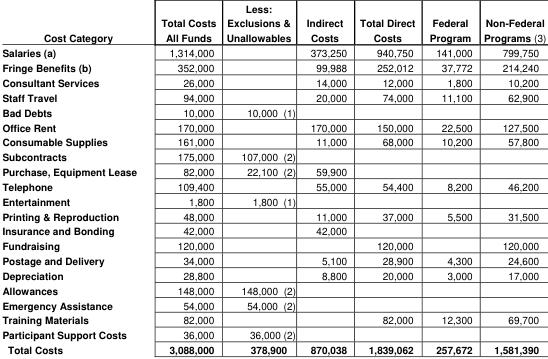 Less:
Total Costs Exclusions & Indirect Total Direct Federal Non-Federal
Cost Category All Funds Unallowables Costs Costs Program Programs (3)
Salaries (a) 1,314,000 373,250 940,750 141,000 799,750
Fringe Benefits (b) 352,000 99,988 252,012 37,772 214,240
Consultant Services 26,000 14,000 12,000 1,800 10,200
Staff Travel 94,000 20,000 74,000 11,100 62,900
Bad Debts 10,000 10,000 (1)
Office Rent 170,000 170,000 150,000 22,500 127,500
Consumable Supplies 161,000 11,000 68,000 10,200 57,800
Subcontracts 175,000 107,000 (2)
Purchase, Equipment Lease 82,000 22,100 (2) 59,900
Telephone 109,400 55,000 54,400 8,200 46,200
Entertainment 1,800 1,800 (1)
Printing & Reproduction 48,000 11,000 37,000 5,500 31,500
Insurance and Bonding 42,000 42,000
Fundraising 120,000 120,000 120,000
Postage and Delivery 34,000 5,100 28,900 4,300 24,600
Depreciation 28,800 8,800 20,000 3,000 17,000
Allowances 148,000 148,000 (2)
Emergency Assistance 54,000 54,000 (2)
Training Materials 82,000 82,000 12,300 69,700
Participant Support Costs 36,000 36,000 (2)
Total Costs 3,088,000 378,900 870,038 1,839,062 257,672 1,581,390